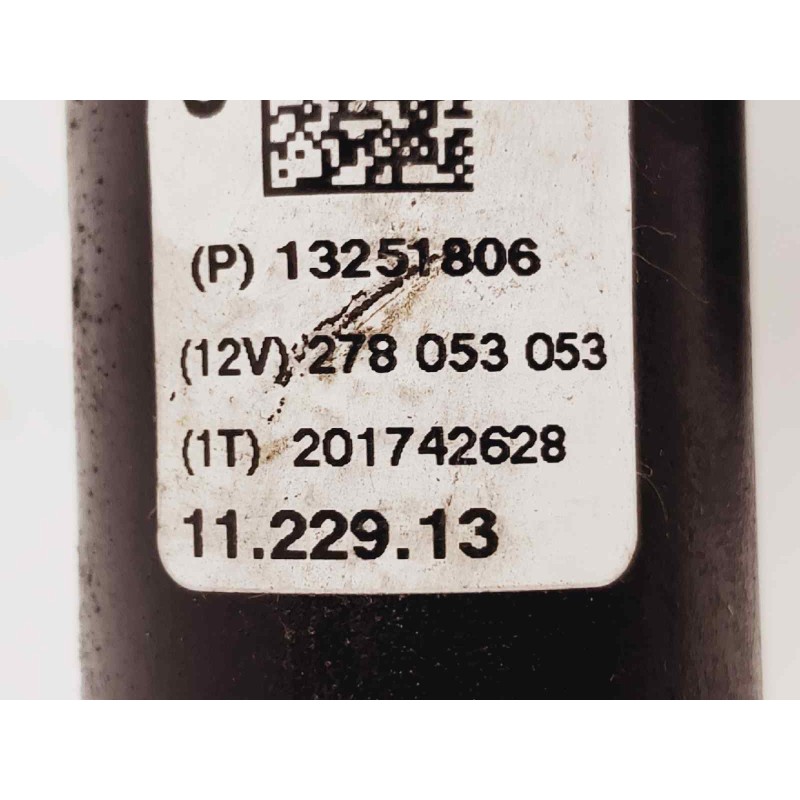 (P) 13251806
(12V) 278 053 053
(1T) 201742628
11.229.13